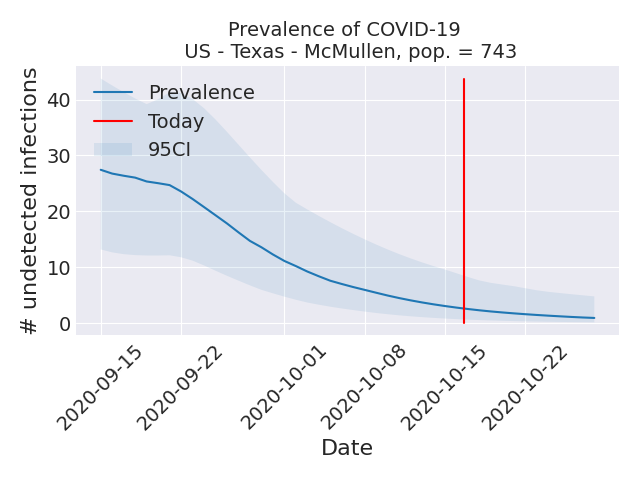 Prevalence of COVID-19
US - Texas - McMullen, pop. = 743
# undetected infections
40
30
20
10
0
Prevalence
Today
95CI
2020-09-15
2020-09-22
2020-10-01
2020-10-08
2020-10-15
2020-10-22
Date